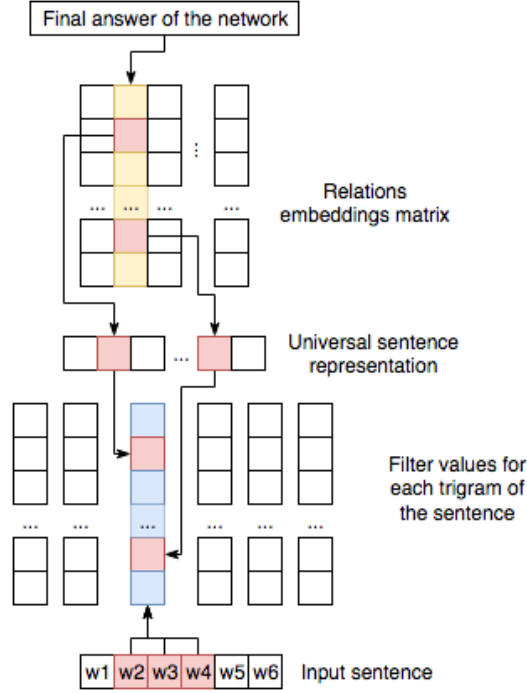 Final answer of the network
...
... ... ... ...
Relations
embeddings matrix
...
Universal sentence
representation
Filter values for
each trigram of
the sentence
... ... ... ... ... ...
w1 w2 w3 w4 w5 w6
Input sentence